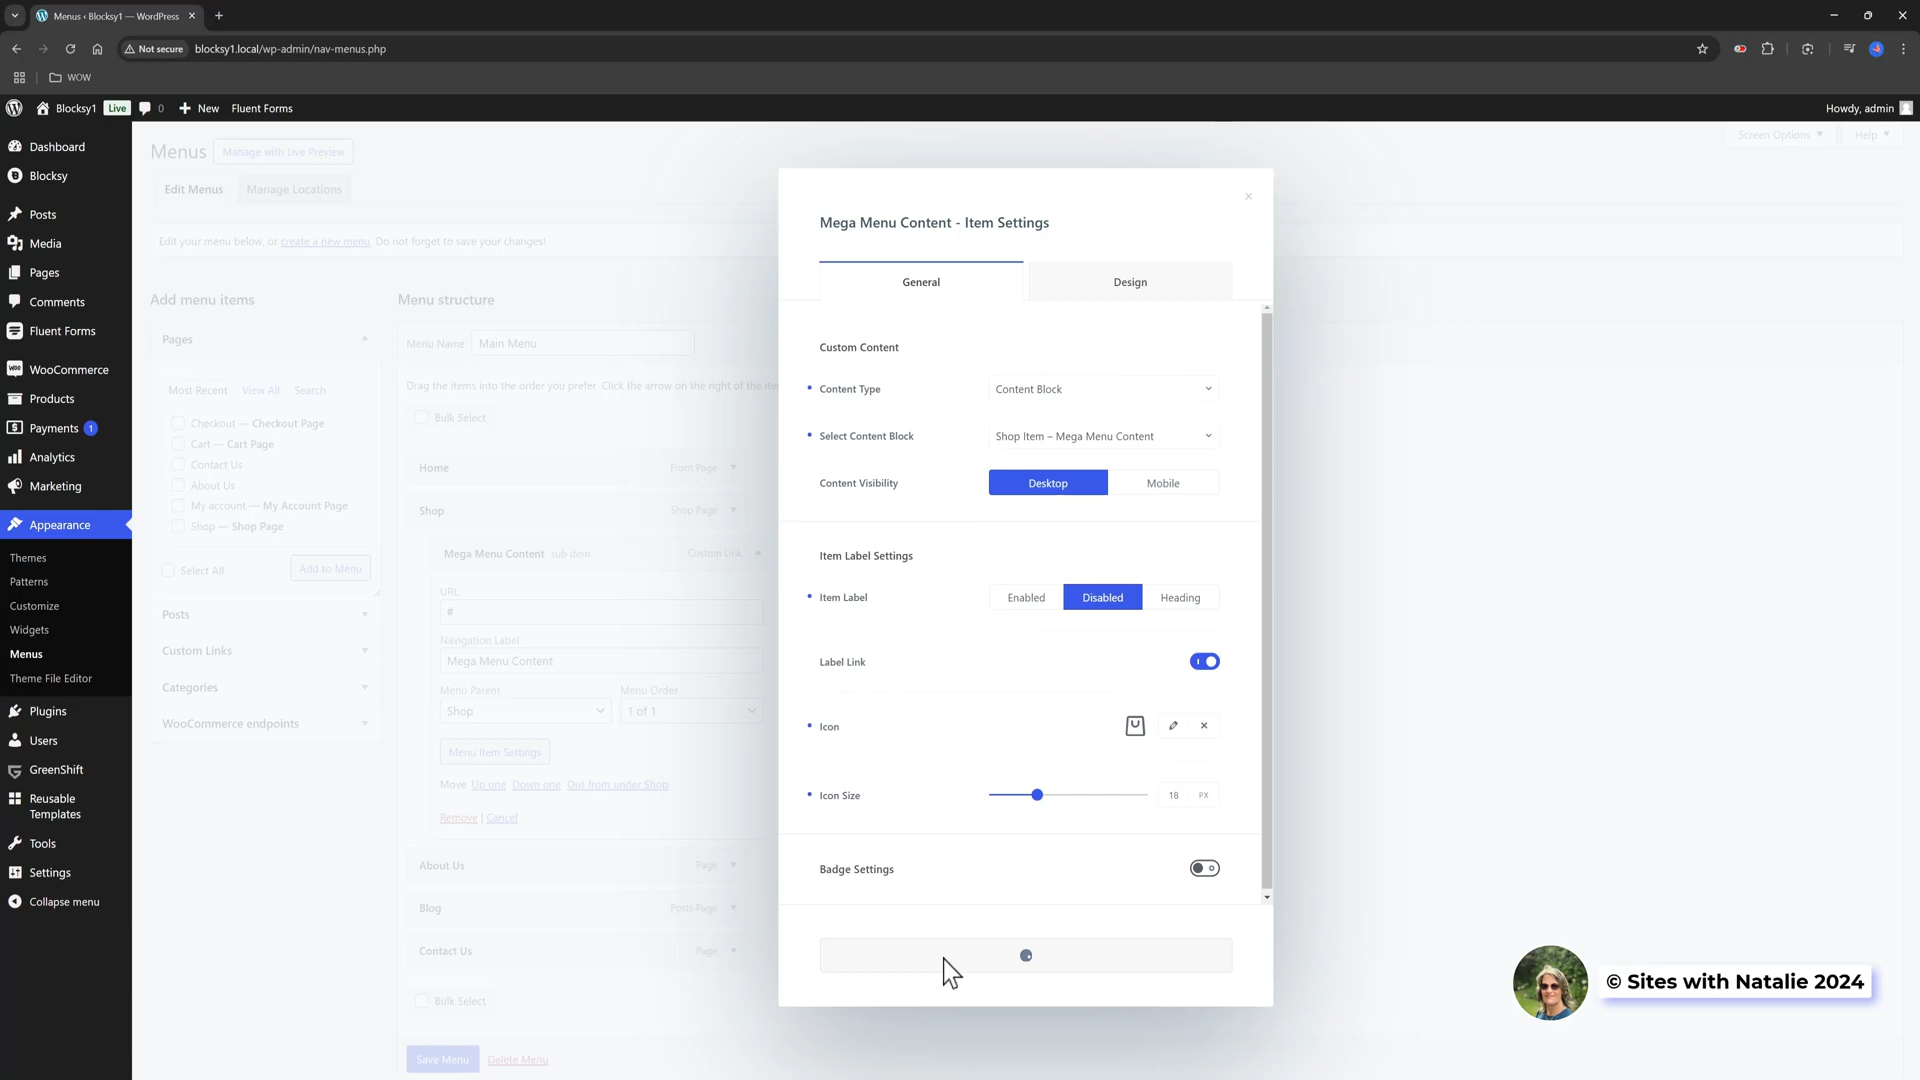 Menus ‹ Blocksy1 — WordPress
Not secure
blocksy1.local/wp-admin/nav-menus.php
WOW
Blocksy1
Live
0
New
Fluent Forms
Howdy, admin
Dashboard
Blocksy
Posts
Media
Pages
Comments
Fluent Forms
WooCommerce
Products
Payments 1
Analytics
Marketing
Appearance
Themes
Patterns
Customize
Widgets
Menus
Theme File Editor
Plugins
Users
GreenShift
Reusable
Templates
Tools
Settings
Collapse menu
Screen Options
Help
Menus
Manage with Live Preview
Edit Menus
Manage Locations
Edit your menu below, or create a new menu. Do not forget to save your changes!
Add menu items
Pages
Most Recent
View All
Search
Checkout — Checkout Page
Cart — Cart Page
Contact Us
About Us
My account — My Account Page
Shop — Shop Page
Select All
Add to Menu
Posts
Custom Links
Categories
WooCommerce endpoints
Menu structure
Menu Name
Main Menu
Drag the items into the order you prefer. Click the arrow on the right of the
Bulk Select
Home
Front Page
Shop
Shop Page
Mega Menu Content sub item
Custom Link
URL
#
Navigation Label
Mega Menu Content
Menu Parent
Menu Order
Shop
1 of 1
Menu Item Settings
Move Up one Down one Out from under Shop
Remove | Cancel
About Us
Page
Blog
Posts Page
Contact Us
Page
Bulk Select
Save Menu
Delete Menu
Mega Menu Content - Item Settings
General
Design
Custom Content
Content Type
Content Block
Select Content Block
Shop Item – Mega Menu Content
Content Visibility
Desktop
Mobile
Item Label Settings
Item Label
Enabled
Disabled
Heading
Label Link
Icon
Icon Size
18
PX
Badge Settings
© Sites with Natalie 2024